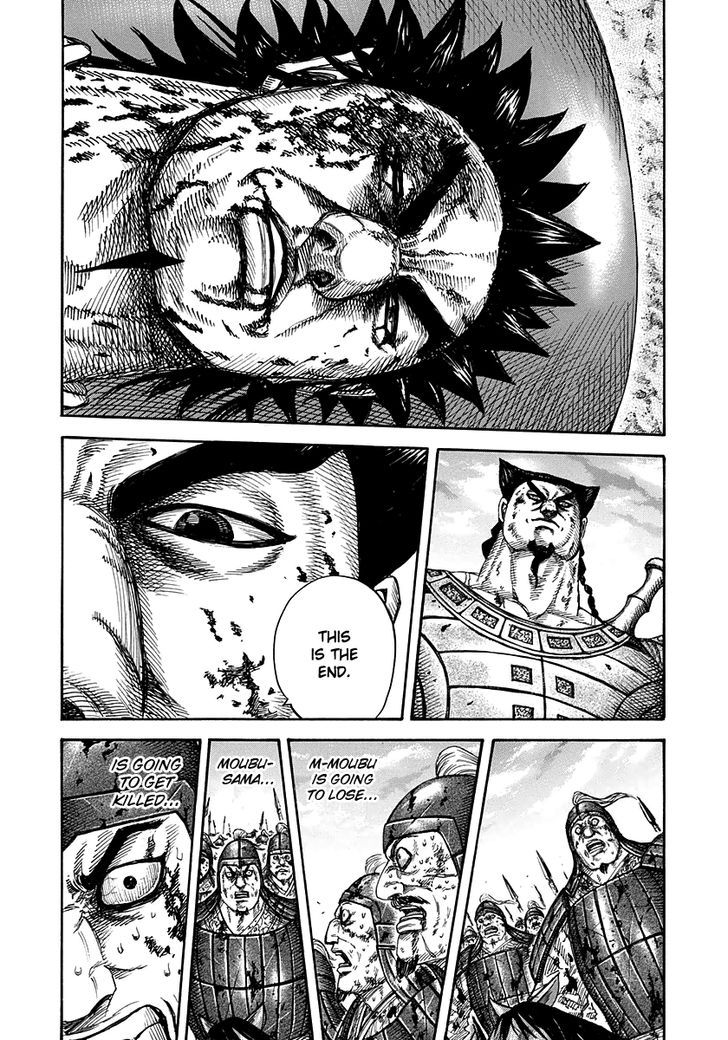 THIS
IS THE
END.
M-MOUBU
IS GOING
TO LOSE...
MOUBU-
SAMA...
IS GOING
TO GET
KILLED...